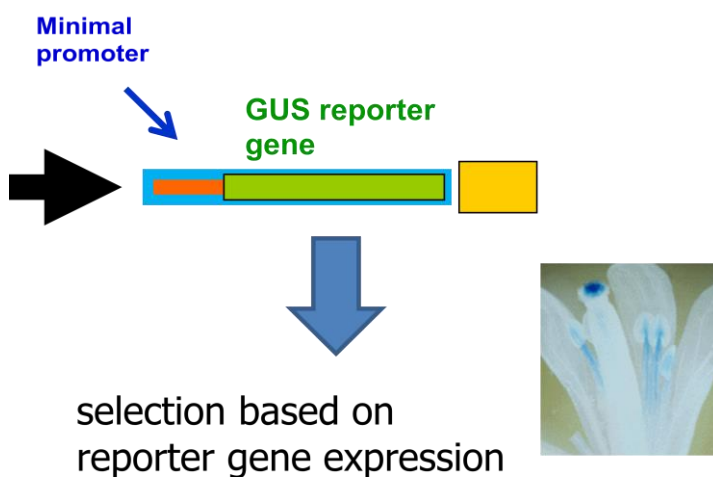 Minimal
promoter
GUS reporter
gene
selection based on
reporter gene expression